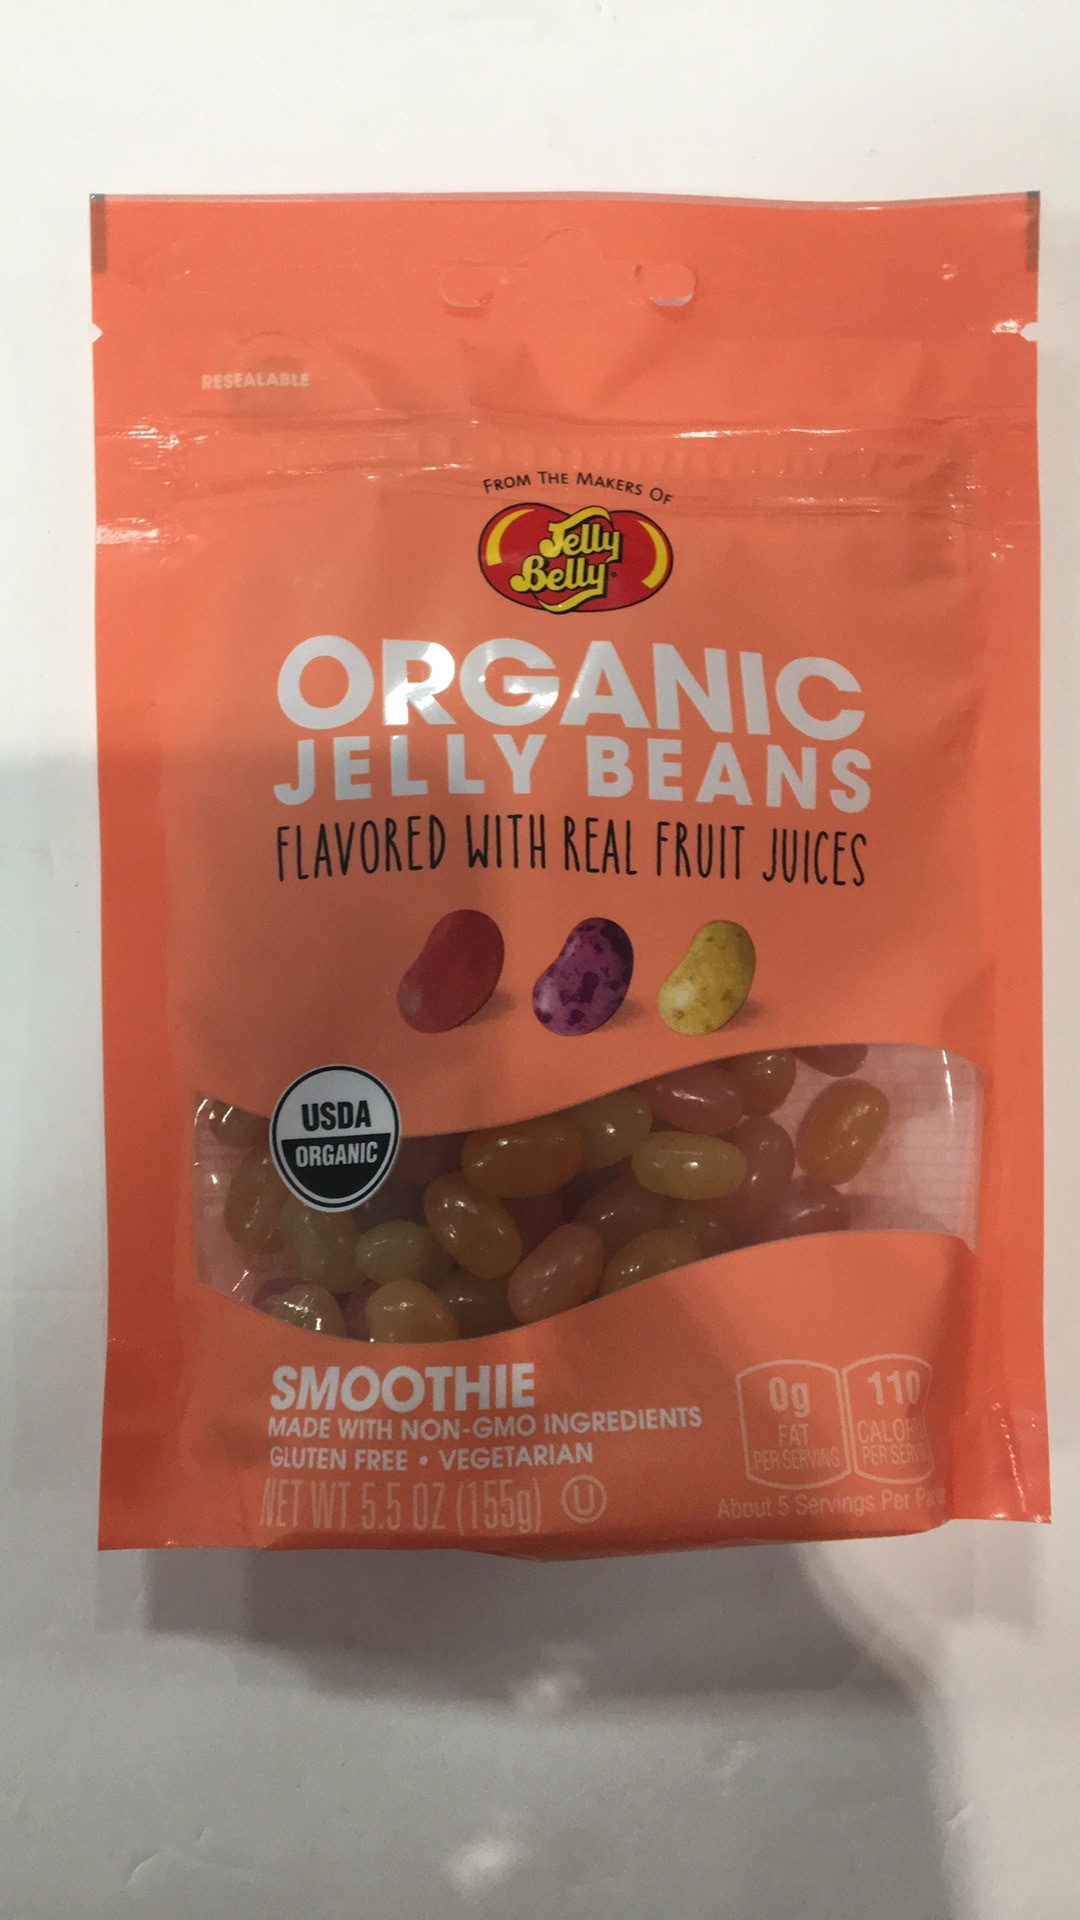 RESEALABLE
FROM THE MAKERS OF
Jelly
Belly
ORGANIC
JELLY BEANS
FLAVORED WITH REAL FRUIT JUICES
USDA
ORGANIC
SMOOTHIE
MADE WITH NON-GMO INGREDIENTS
GLUTEN FREE • VEGETARIAN
NET WT 5.5 OZ (155g) U
0g
FAT
PER SERVING
110
About 5 Servings Per